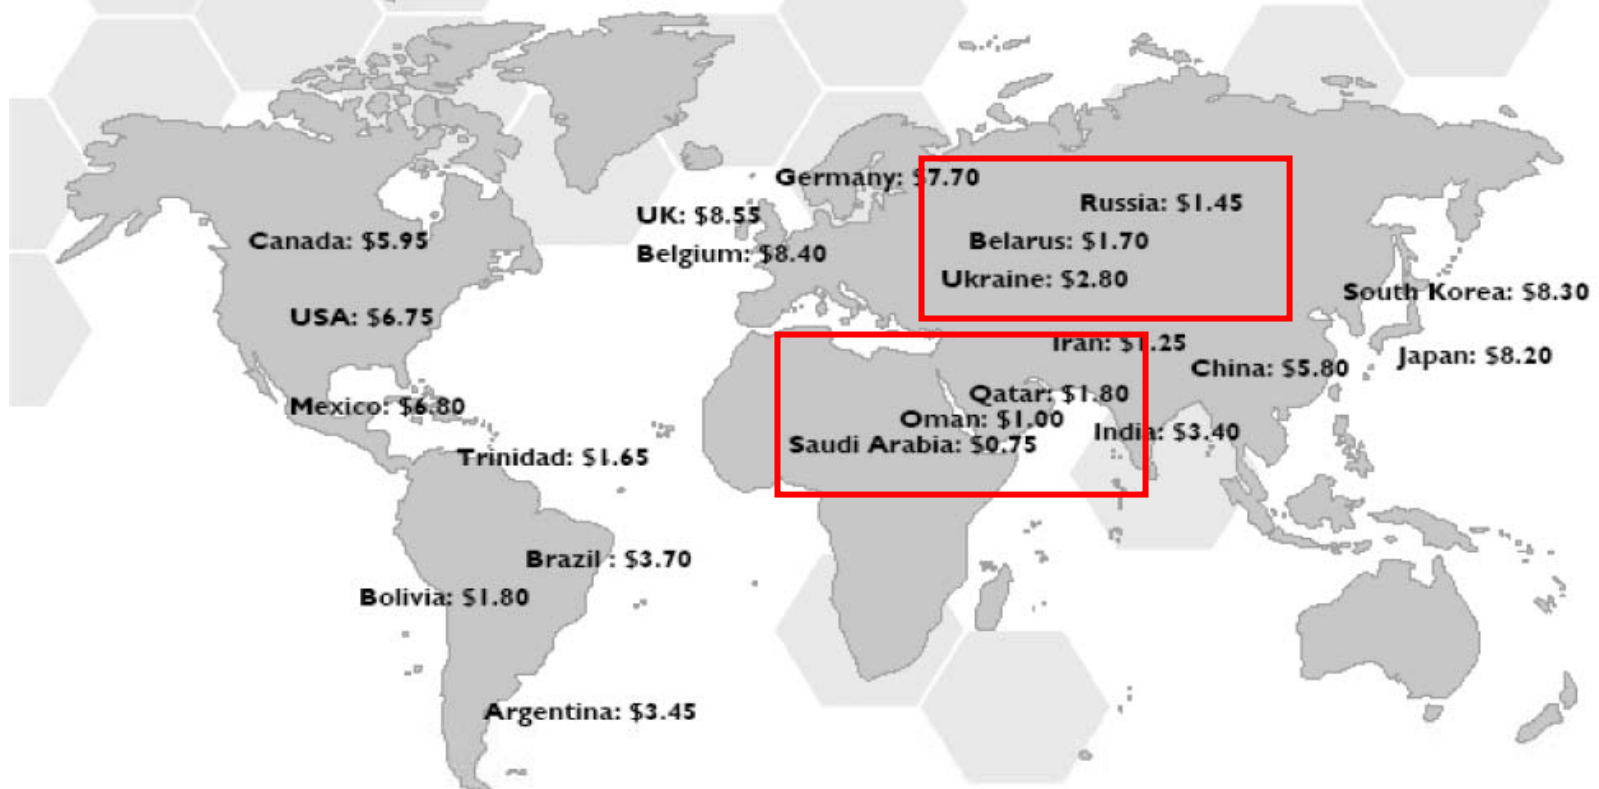 Germany: $7.70
Russia: $1.45
UK: $8.55
Canada: $5.95
Belarus: $1.70
Belgium: $8.40
Ukraine: $2.80
South Korea: $8.30
USA: $6.75
Iran: $1.25
Japan: $8.20
China: $5.80
Qatar: $1.80
Mexico: $6.80
Oman: $1.00
India: $3.40
Saudi Arabia: $0.75
Trinidad: $1.65
Brazil : $3.70
Bolivia: $1.80
Argentina: $3.45